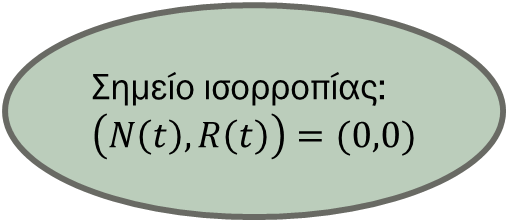 Σημείο ισορροπίας:
(N(t), R(t)) = (0,0)